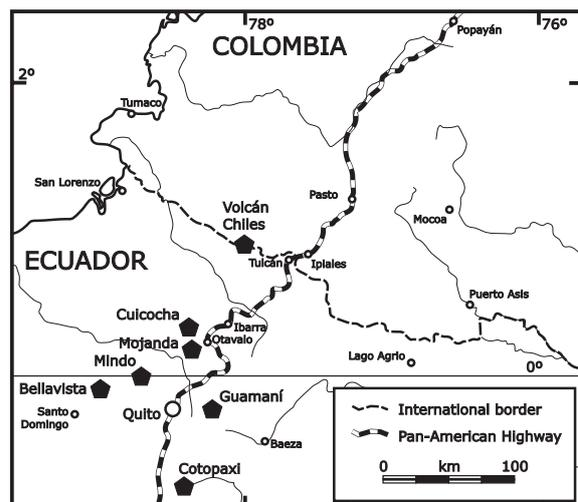 78º
76º
COLOMBIA
Popayán
2º
Tumaco
San Lorenzo
Pasto
Mocoa
Volcán
Chiles
Tulcán
Ipiales
ECUADOR
Puerto Asis
Cuicocha
Ibarra
Mojanda
Otavalo
Mindo
Lago Agrio
0º
Bellavista
Santo
Domingo
Quito
Guamaní
Baeza
Cotopaxi
International border
Pan-American Highway
0 km 100